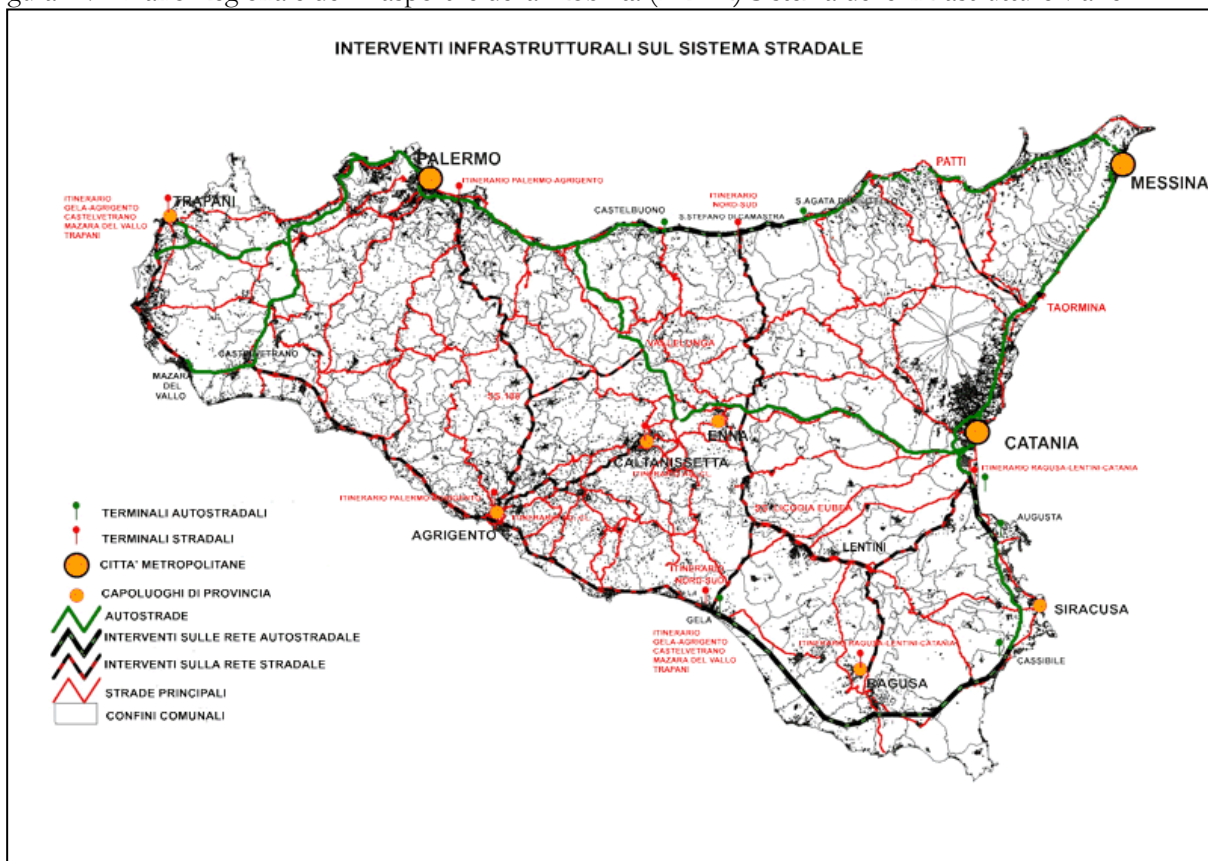 INTERVENTI INFRASTRUTTURALI SUL SISTEMA STRADALE
PALERMO
MESSINA
PATTI
ITINERARIO PALERMO-AGRIGENTO
TRAPANI
ITINERARIO
GELA-AGRIGENTO
CASTELVETRANO
MAZARA DEL VALLO
TRAPANI
ITINERARIO
NORD-SUD
CASTELBUONO
S.STEFANO DI CAMASTRA
S.AGATA
TAORMINA
VALLELUNGA
CASTELVETRANO
MAZARA
DEL
VALLO
ENNA
CATANIA
CALTANISSETTA
ITINERARIO RAGUSA-LENTINI-CATANIA
ITINERARIO PALERMO
AGRIGENTO
LICODIA EUBEA
AUGUSTA
LENTINI
ITINERARIO
NORD-SUD
GELA
SIRACUSA
ITINERARIO
GELA-AGRIGENTO
CASTELVETRANO
MAZARA DEL VALLO
TRAPANI
ITINERARIO RAGUSA-LENTINI-CATANIA
CASSIBILE
RAGUSA
TERMINALI AUTOSTRADALI
TERMINALI STRADALI
CITTA' METROPOLITANE
CAPOLUOGHI DI PROVINCIA
AUTOSTRADE
INTERVENTI SULLE RETE AUTOSTRADALE
INTERVENTI SULLA RETE STRADALE
STRADE PRINCIPALI
CONFINI COMUNALI